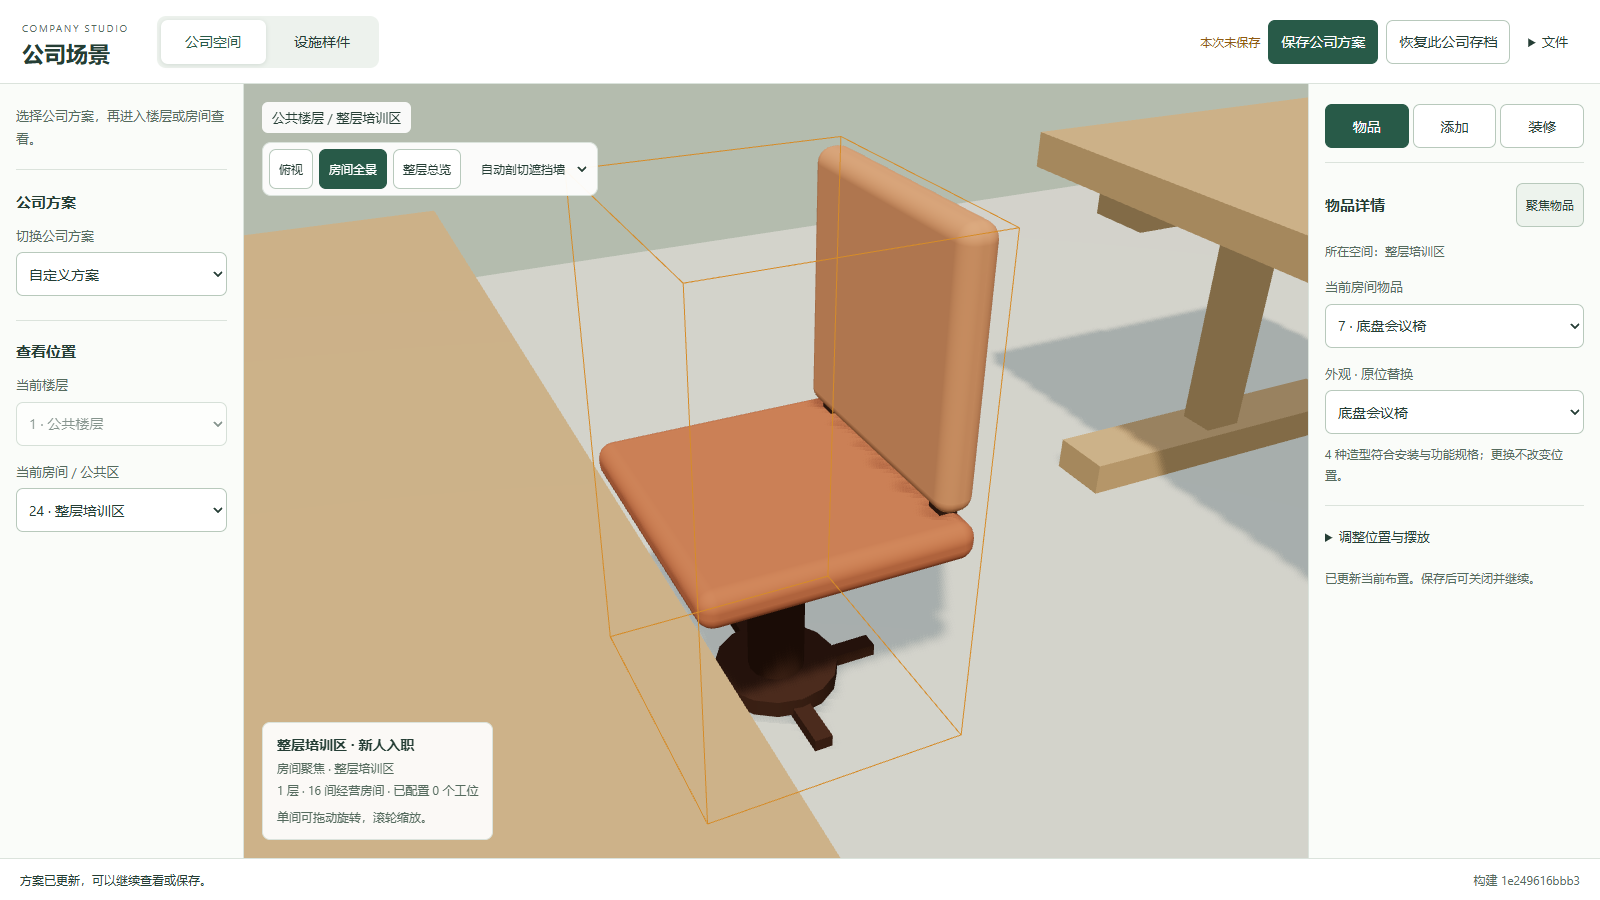 COMPANY STUDIO
公司场景
公司空间
设施样件
本次未保存
保存公司方案
恢复此公司存档
文件
选择公司方案，再进入楼层或房间查
看。
公司方案
切换公司方案
自定义方案
查看位置
当前楼层
1 · 公共楼层
当前房间 / 公共区
24 · 整层培训区
公共楼层 / 整层培训区
俯视
房间全景
整层总览
自动剖切遮挡墙
整层培训区 · 新人入职
房间聚焦 · 整层培训区
1 层 · 16 间经营房间 · 已配置 0 个工位
单间可拖动旋转，滚轮缩放。
物品
添加
装修
物品详情
聚焦物品
所在空间：整层培训区
当前房间物品
7 · 底盘会议椅
外观 · 原位替换
底盘会议椅
4 种造型符合安装与功能规格；更换不改变位
置。
调整位置与摆放
已更新当前布置。保存后可关闭并继续。
方案已更新，可以继续查看或保存。
构建 1e249616bbb3